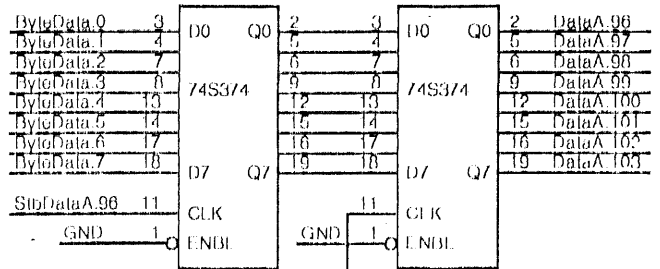 ByteData.0 3 D0 Q0 2 3 D0 Q0 2 DataA.96
ByteData.1 4 5 4 5 DataA.97
ByteData.2 7 6 7 6 DataA.98
ByteData.3 8 74S374 9 8 74S374 9 DataA.99
ByteData.4 13 12 13 12 DataA.100
ByteData.5 14 15 14 15 DataA.101
ByteData.6 17 16 17 16 DataA.102
ByteData.7 18 D7 Q7 19 18 D7 Q7 19 DataA.103
StbDataA.96 11 CLK 11 CLK
GND 1 ENBL GND 1 ENBL